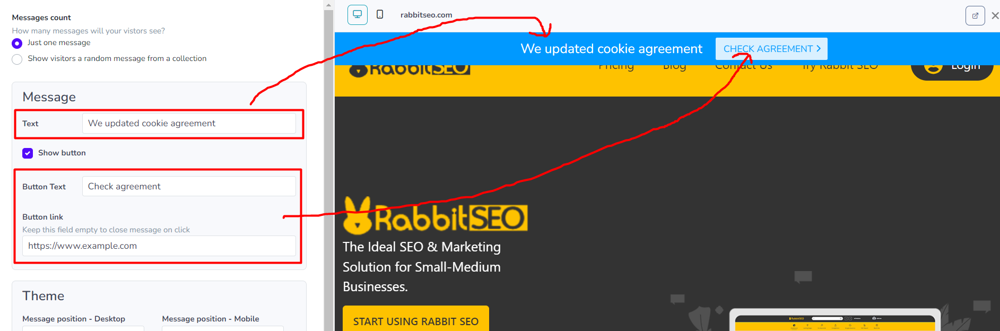 Messages count
How many messages will your vistors see?
Just one message
Show visitors a random message from a collection
Message
Text
We updated cookie agreement
Show button
Button Text
Check agreement
Button link
Keep this field empty to close message on click
https://www.example.com
Theme
Message position - Desktop
Message position - Mobile
rabbitseo.com
We updated cookie agreement
CHECK AGREEMENT
RabbitSEO
Pricing
Blog
Contact Us
Try Rabbit SEO
Login
RabbitSEO
The Ideal SEO & Marketing
Solution for Small-Medium
Businesses.
START USING RABBIT SEO
RabbitSEO